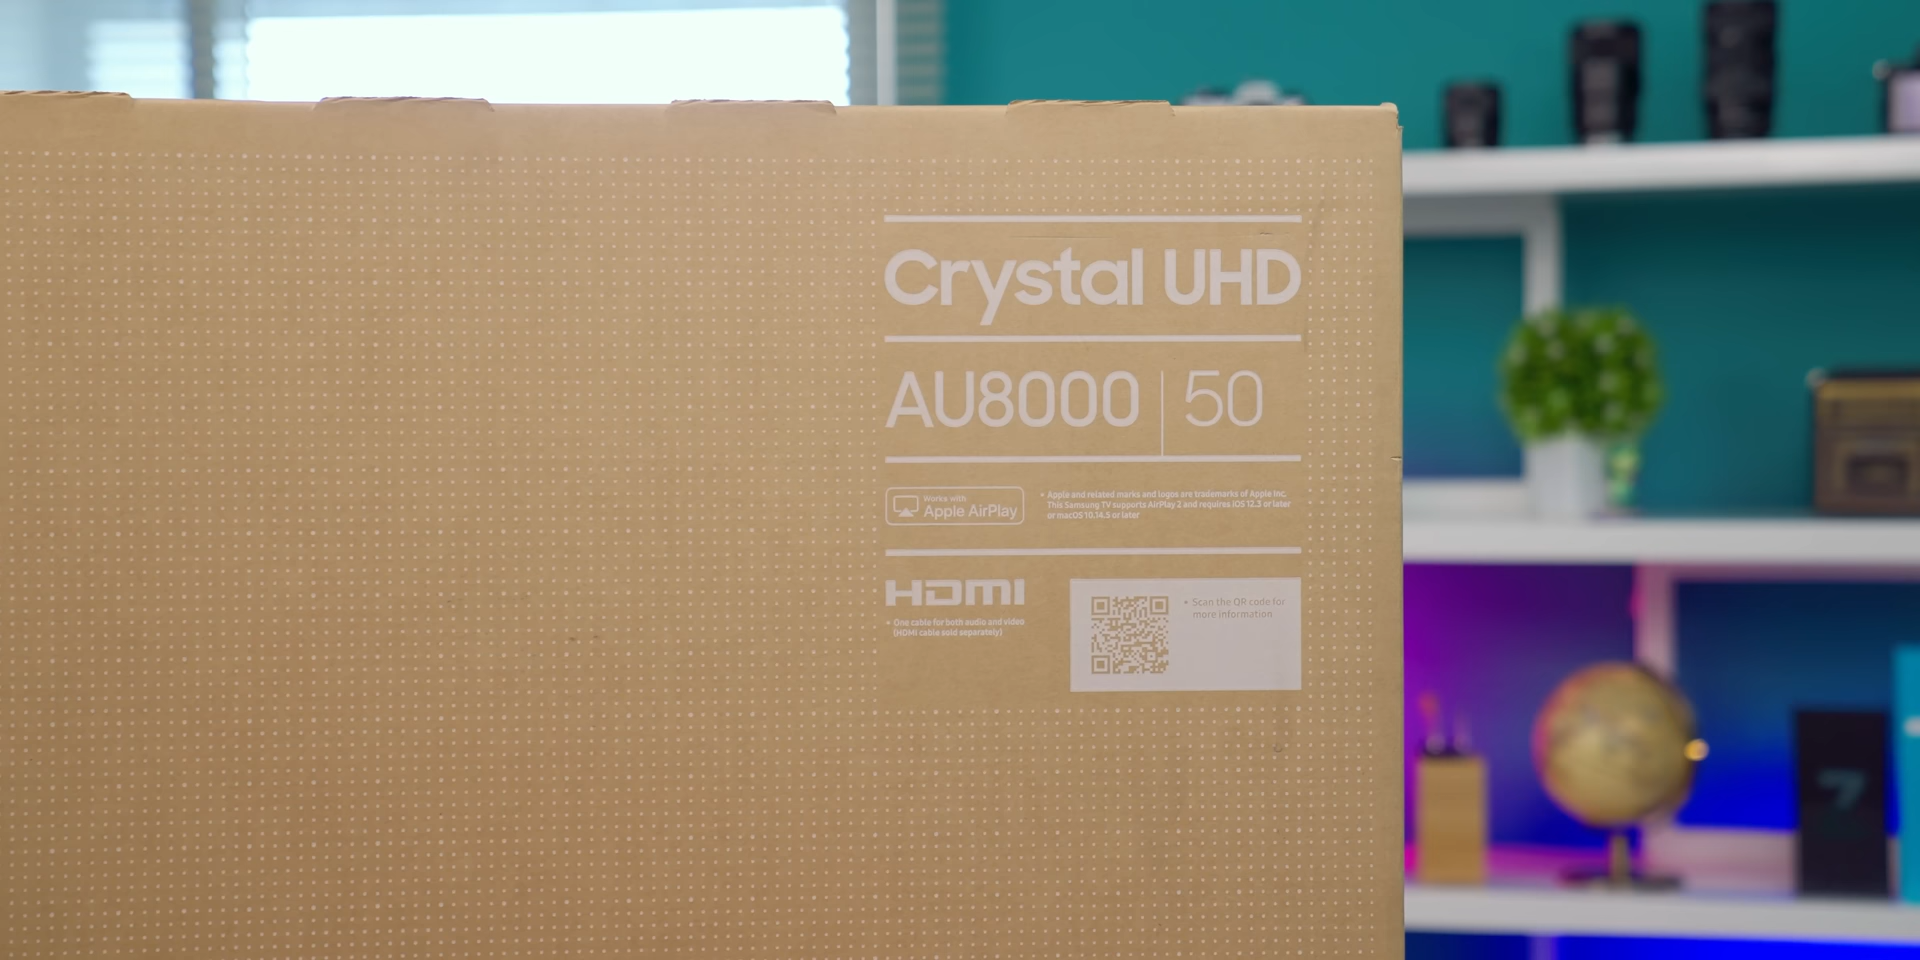 Crystal UHD
AU8000 | 50
Works with
Apple AirPlay
• Apple and related marks and logos are trademarks of Apple Inc.
This Samsung TV supports AirPlay 2 and requires iOS 12.3 or later
or macOS 10.14.5 or later
HDMI
• One cable for both audio and video
(HDMI cable sold separately)
• Scan the QR code for
more information
7